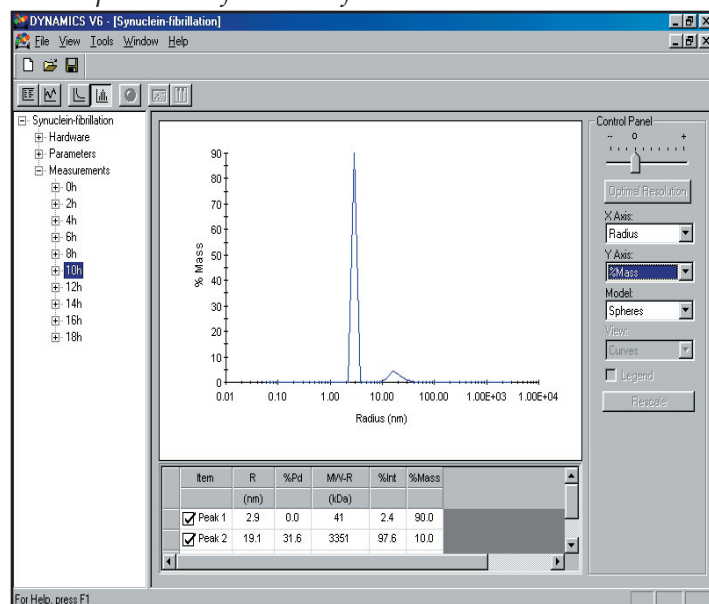 DYNAMICS V6 - [Synuclein-fibrillation]
File View Tools Window Help
Synuclein-fibrillation
Hardware
Parameters
Measurements
0h
2h
4h
6h
8h
10h
12h
14h
16h
18h
90
80
70
60
50
40
30
20
10
0
% Mass
0.01 0.10 1.00 10.00 100.00 1.00E+03 1.00E+04
Radius (nm)
Control Panel
- 0 +
Optimal Resolution
X Axis:
Radius
Y Axis:
%Mass
Model:
Spheres
View:
Curves
Legend
Rescale
Item R %Pd MW-R %Int %Mass
(nm) (kDa)
Peak 1 2.9 0.0 41 2.4 90.0
Peak 2 19.1 31.6 3351 97.6 10.0
For Help, press F1